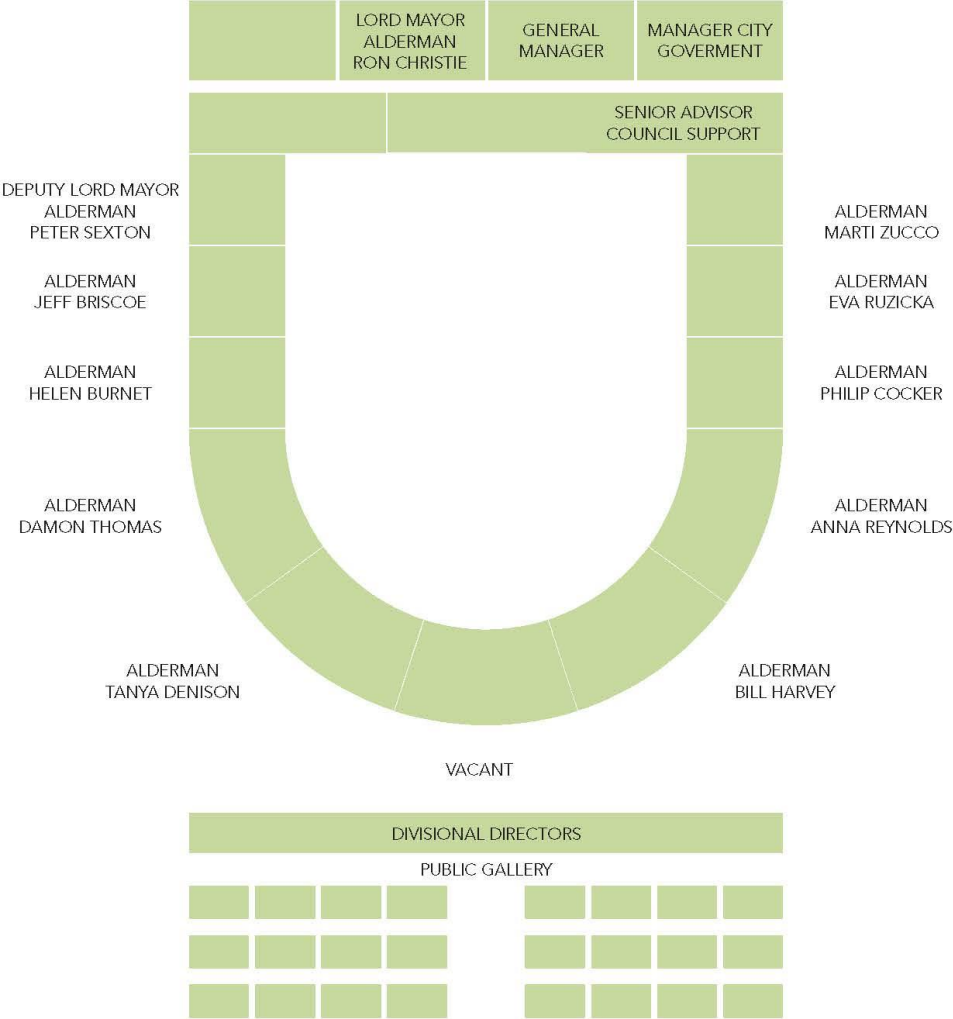 LORD MAYOR
ALDERMAN
RON CHRISTIE
GENERAL
MANAGER
MANAGER CITY
GOVERMENT
SENIOR ADVISOR
COUNCIL SUPPORT
DEPUTY LORD MAYOR
ALDERMAN
PETER SEXTON
ALDERMAN
MARTI ZUCCO
ALDERMAN
JEFF BRISCOE
ALDERMAN
EVA RUZICKA
ALDERMAN
HELEN BURNET
ALDERMAN
PHILIP COCKER
ALDERMAN
DAMON THOMAS
ALDERMAN
ANNA REYNOLDS
ALDERMAN
TANYA DENISON
ALDERMAN
BILL HARVEY
VACANT
DIVISIONAL DIRECTORS
PUBLIC GALLERY